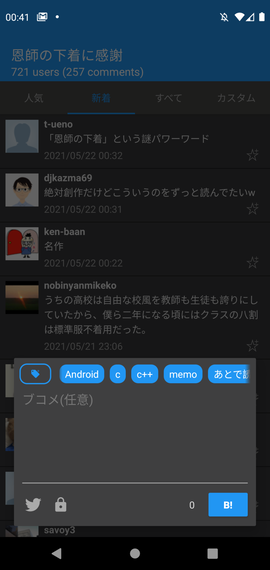 00:41
恩師の下着に感謝
721 users (257 comments)
人気 新着 すべて カスタム
t-ueno
「恩師の下着」という謎パワーワード
2021/05/22 00:32
djkazma69
絶対創作だけどこういうのをずっと読んでたいw
2021/05/22 00:31
ken-baan
名作
2021/05/22 00:22
nobinyanmikeko
うちの高校は自由な校風を教師も生徒も誇りにし
ていたから、僕ら二年になる頃にはクラスの八割
は標準服不着用だった。
2021/05/21 23:06
Android c c++ memo あとで
ブコメ(任意)
0 B!
savoy3